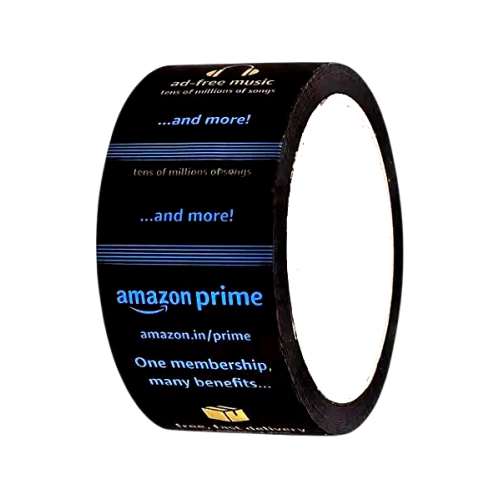 ad-free music
tens of millions of songs
...and more!
tens of millions of songs
...and more!
amazon prime
amazon.in/prime
One membership,
many benefits...
free, fast delivery